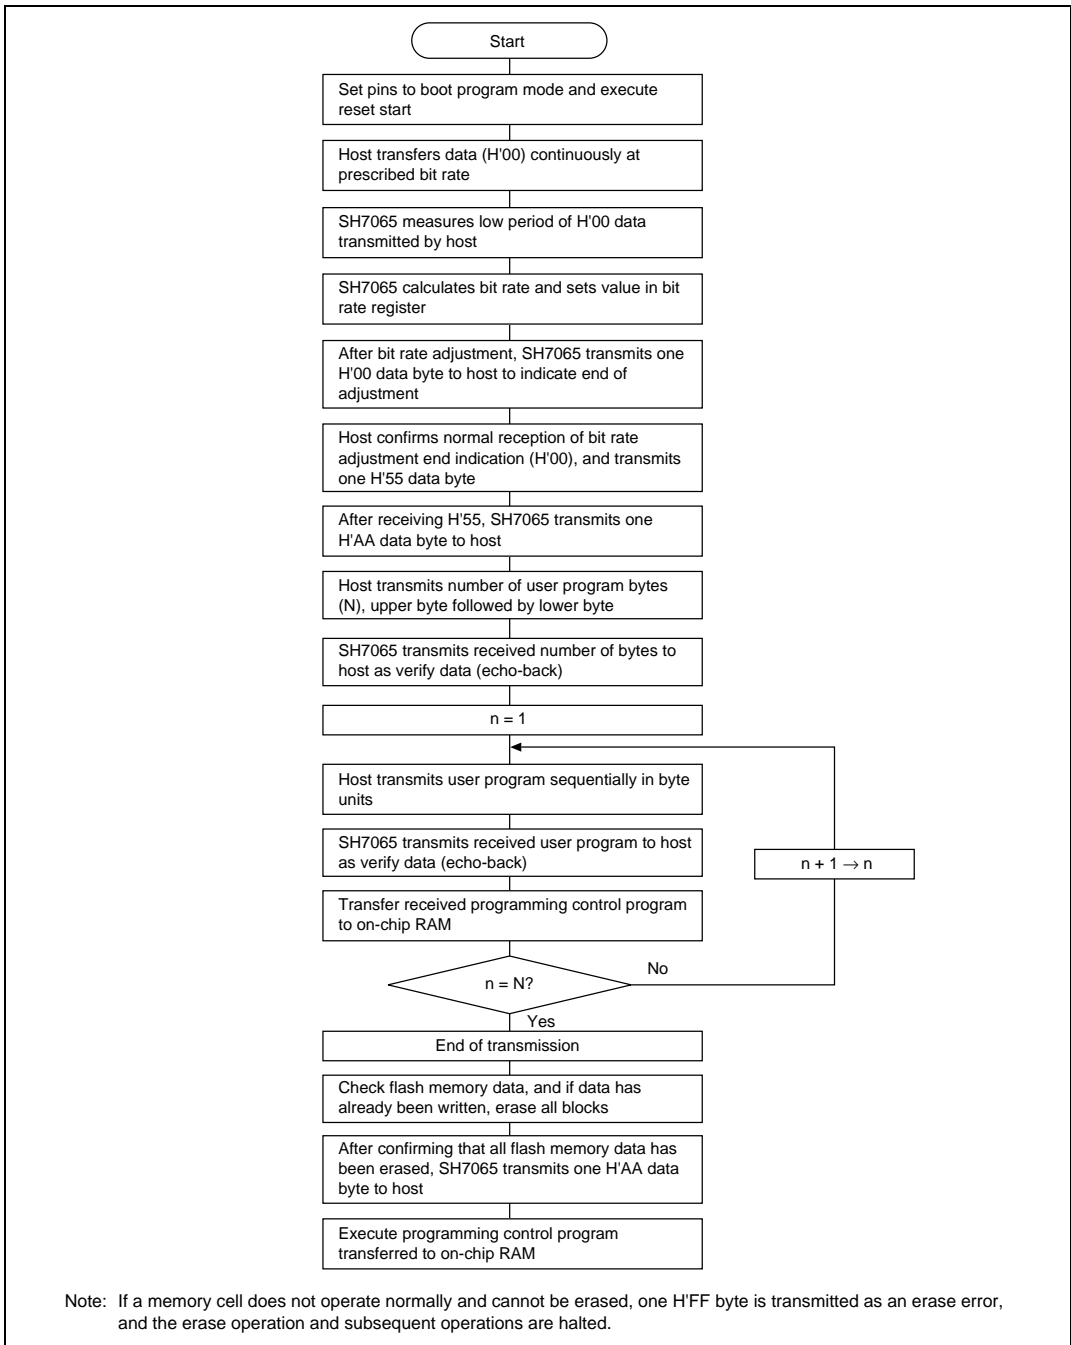 Start
Set pins to boot program mode and execute
reset start
Host transfers data (H'00) continuously at
prescribed bit rate
SH7065 measures low period of H'00 data
transmitted by host
SH7065 calculates bit rate and sets value in bit
rate register
After bit rate adjustment, SH7065 transmits one
H'00 data byte to host to indicate end of
adjustment
Host confirms normal reception of bit rate
adjustment end indication (H'00), and transmits
one H'55 data byte
After receiving H'55, SH7065 transmits one
H'AA data byte to host
Host transmits number of user program bytes
(N), upper byte followed by lower byte
SH7065 transmits received number of bytes to
host as verify data (echo-back)
n = 1
Host transmits user program sequentially in byte
units
SH7065 transmits received user program to host
as verify data (echo-back)
n + 1 → n
Transfer received programming control program
to on-chip RAM
No
n = N?
Yes
End of transmission
Check flash memory data, and if data has
already been written, erase all blocks
After confirming that all flash memory data has
been erased, SH7065 transmits one H'AA data
byte to host
Execute programming control program
transferred to on-chip RAM
Note: If a memory cell does not operate normally and cannot be erased, one H'FF byte is transmitted as an erase error,
and the erase operation and subsequent operations are halted.